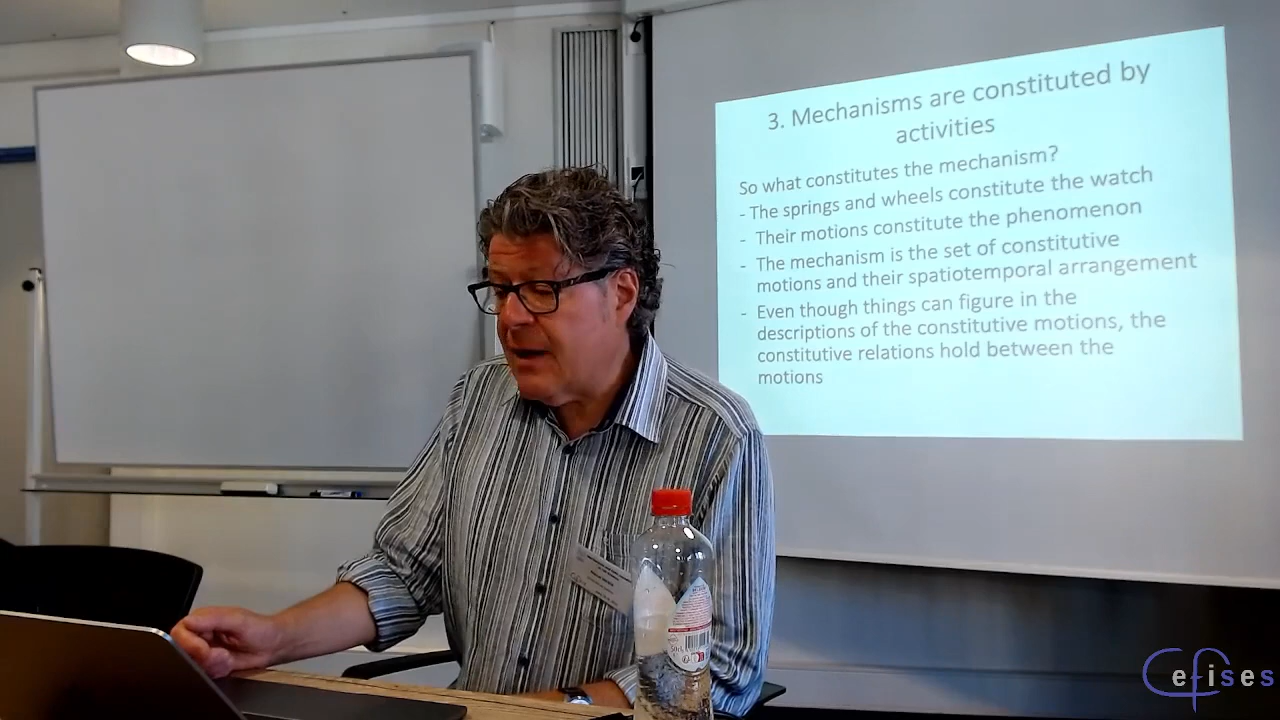 3. Mechanisms are constituted by
activities
So what constitutes the mechanism?
- The springs and wheels constitute the watch
- Their motions constitute the phenomenon
- The mechanism is the set of constitutive
motions and their spatiotemporal arrangement
- Even though things can figure in the
descriptions of the constitutive motions, the
constitutive relations hold between the
motions
Cefises